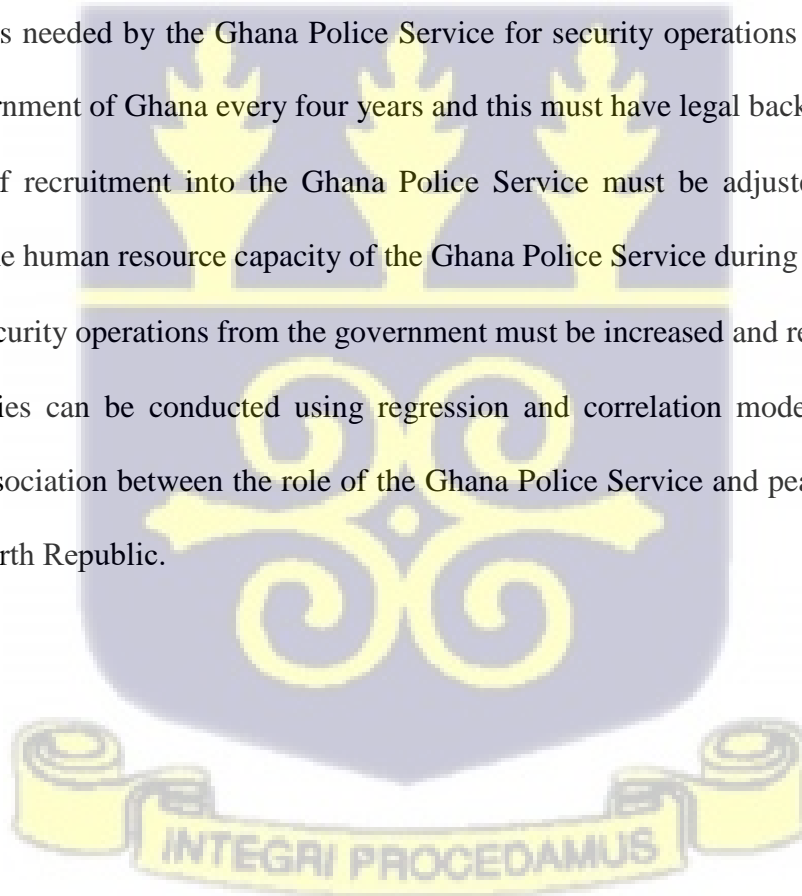 s needed by the Ghana Police Service for security operations
rnment of Ghana every four years and this must have legal back
f recruitment into the Ghana Police Service must be adjuste
e human resource capacity of the Ghana Police Service during
curity operations from the government must be increased and re
ies can be conducted using regression and correlation mode
sociation between the role of the Ghana Police Service and pea
rth Republic.
INTEGRI PROCEDAMUS